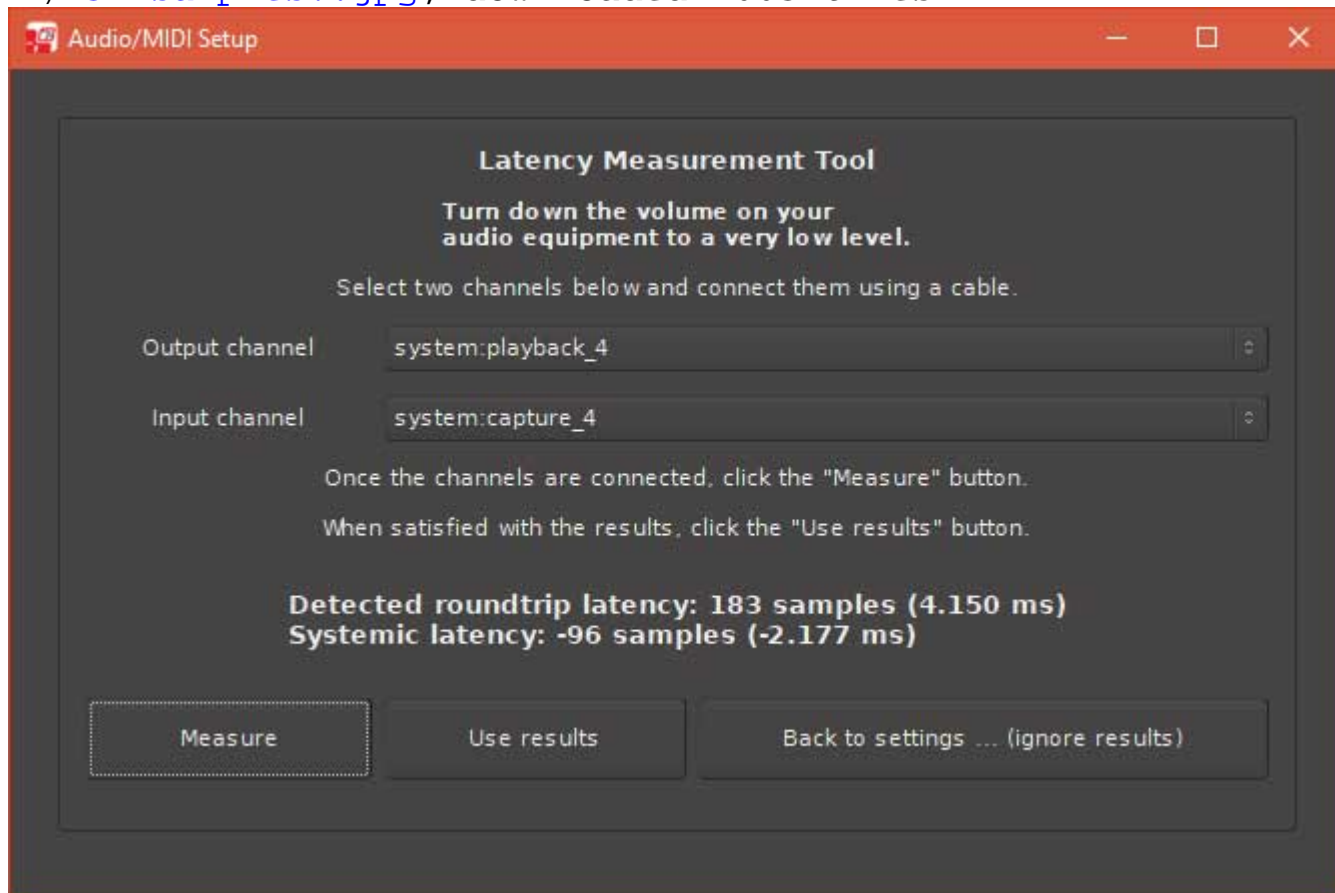 Audio/MIDI Setup
Latency Measurement Tool
Turn down the volume on your
audio equipment to a very low level.
Select two channels below and connect them using a cable.
Output channel system:playback_4
Input channel system:capture_4
Once the channels are connected, click the "Measure" button.
When satisfied with the results, click the "Use results" button.
Detected roundtrip latency: 183 samples (4.150 ms)
Systemic latency: -96 samples (-2.177 ms)
Measure Use results Back to settings ... (ignore results)